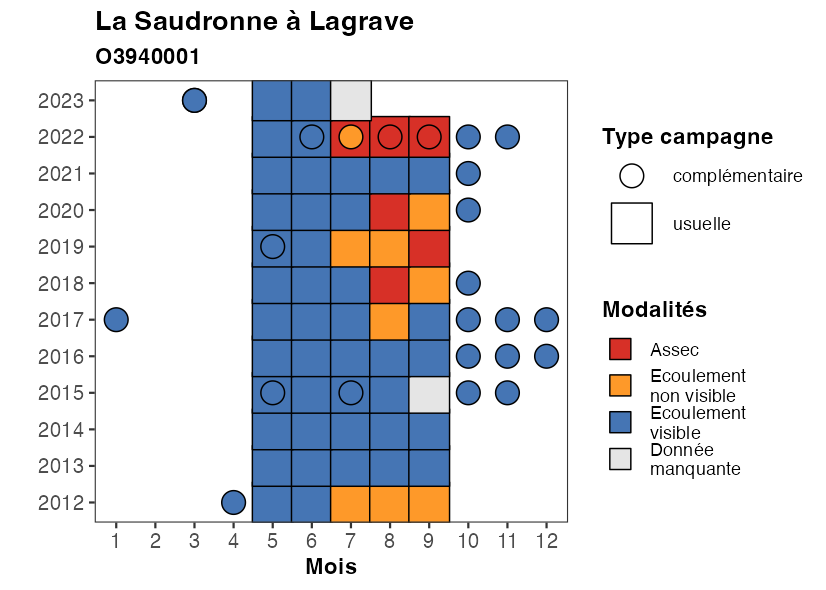 La Saudronne à Lagrave
O3940001
2023
2022
2021
2020
2019
2018
2017
2016
2015
2014
2013
2012
1 2 3 4 5 6 7 8 9 10 11 12
Mois
Type campagne
complémentaire
usuelle
Modalités
Assec
Ecoulement
non visible
Ecoulement
visible
Donnée
manquante